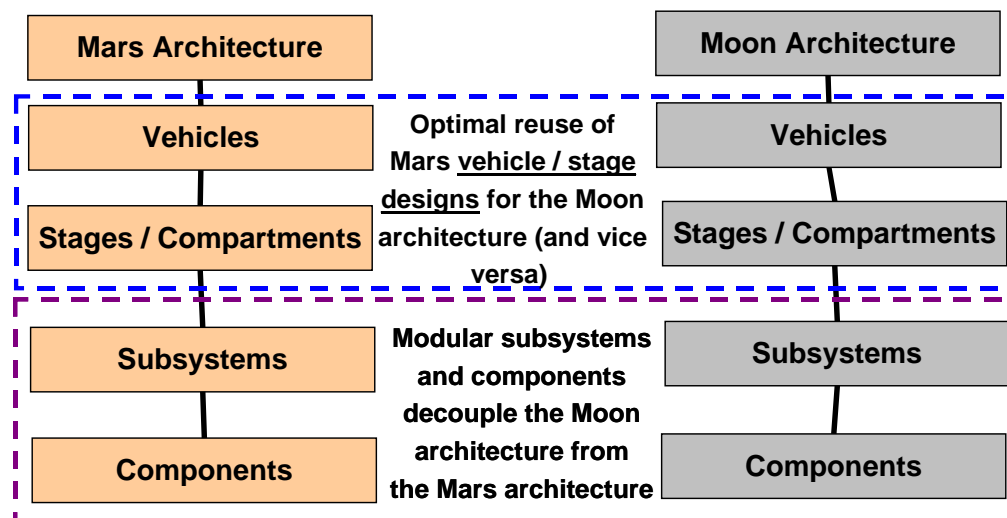 Mars Architecture
Moon Architecture
Vehicles
Optimal reuse of
Mars vehicle / stage
designs for the Moon
architecture (and vice
versa)
Vehicles
Stages / Compartments
Stages / Compartments
Subsystems
Modular subsystems
and components
decouple the Moon
architecture from
the Mars architecture
Subsystems
Components
Components